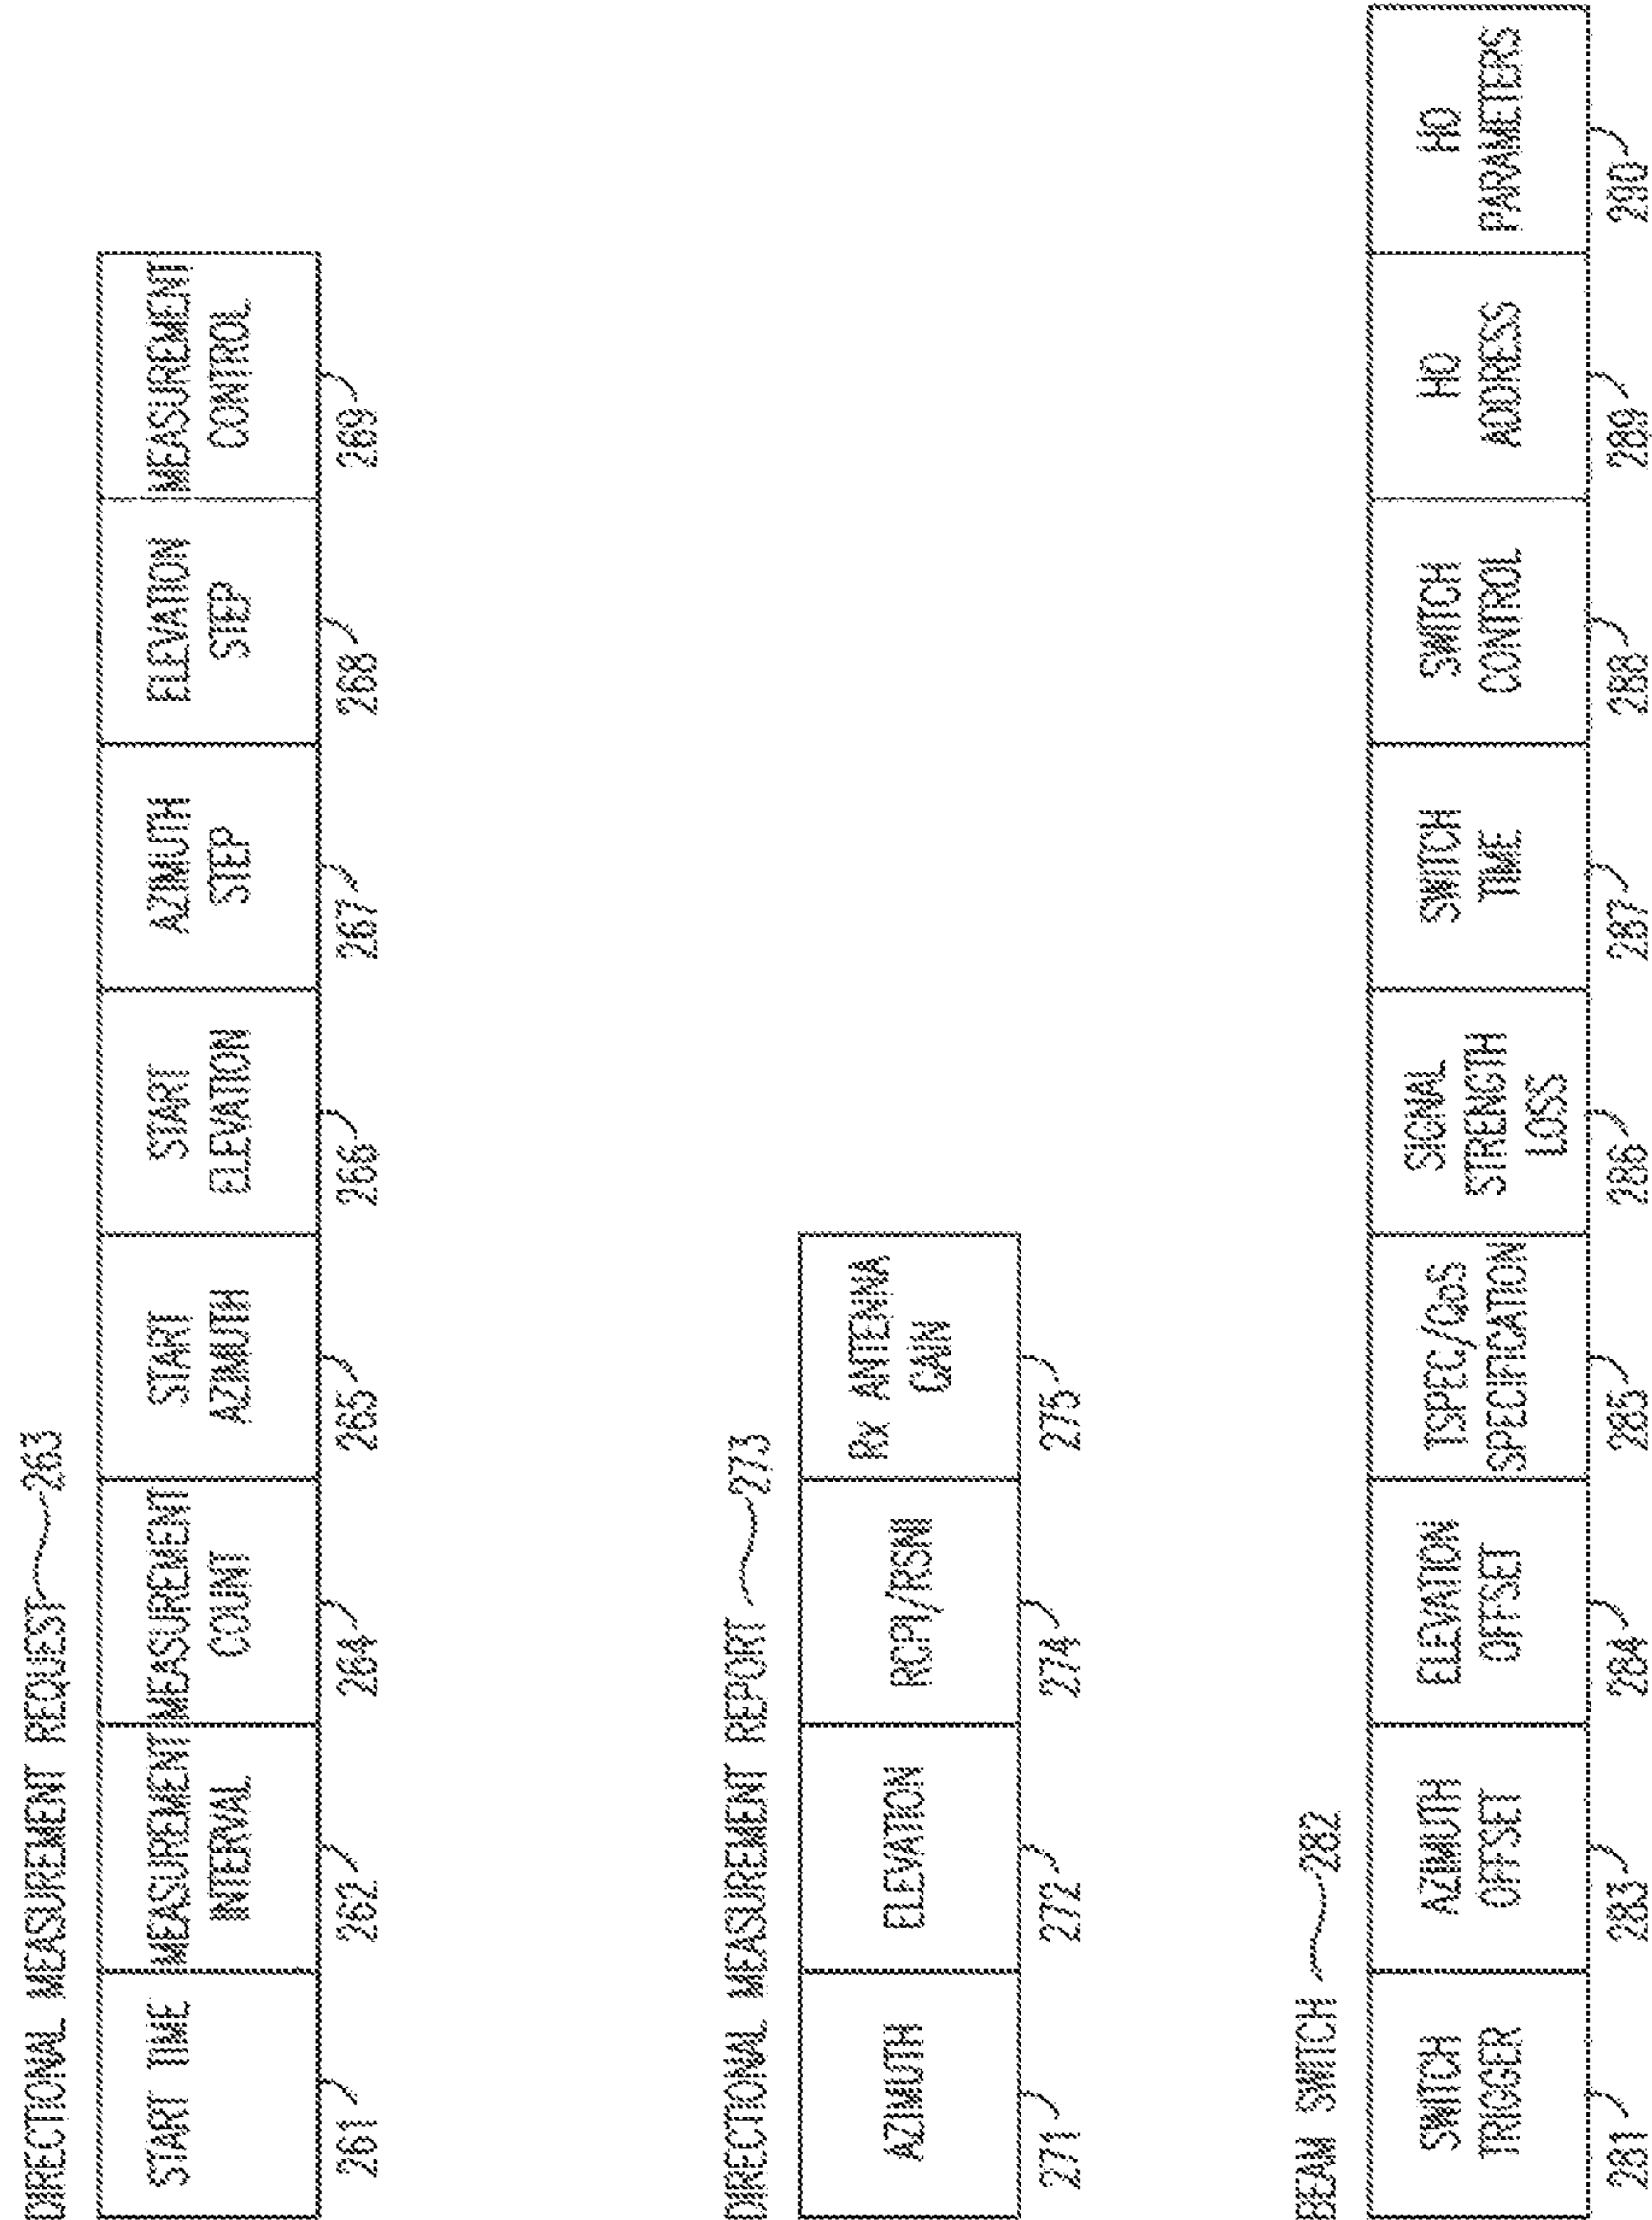 DIRECTIONAL MEASUREMENT REQUEST 263
START TIME
MEASUREMENT
INTERVAL
MEASUREMENT
COUNT
START
AZIMUTH
START
ELEVATION
AZIMUTH
STEP
ELEVATION
STEP
MEASUREMENT
CONTROL
261
262
264
265
266
267
268
269
DIRECTIONAL MEASUREMENT REPORT 273
AZIMUTH
ELEVATION
RCPI/RSNI
Rx ANTENNA
GAIN
271
272
274
275
BEAM SWITCH 282
SWITCH
TRIGGER
AZIMUTH
OFFSET
ELEVATION
OFFSET
TSPEC/QoS
SPECIFICATION
SIGNAL
STRENGTH
LOSS
SWITCH
TIME
SWITCH
CONTROL
HO
ADDRESS
HO
PARAMETERS
281
283
284
285
286
287
288
289
290